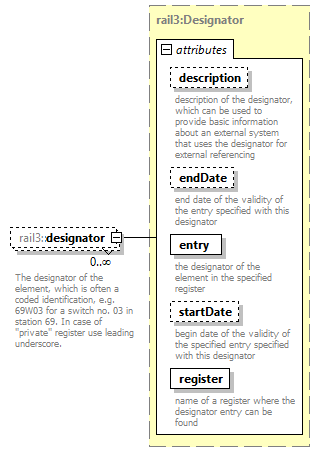 rail3:Designator
attributes
description
description of the designator,
which can be used to
provide basic information
about an external system
that uses the designator for
external referencing
endDate
end date of the validity of
the entry specified with this
designator
rail3::designator
0..∞
The designator of the
element, which is often a
coded identification, e.g.
69W03 for a switch no. 03 in
station 69. In case of
"private" register use leading
underscore.
entry
the designator of the
element in the specified
register
startDate
begin date of the validity of
the specified entry specified
with this designator
register
name of a register where the
designator entry can be
found